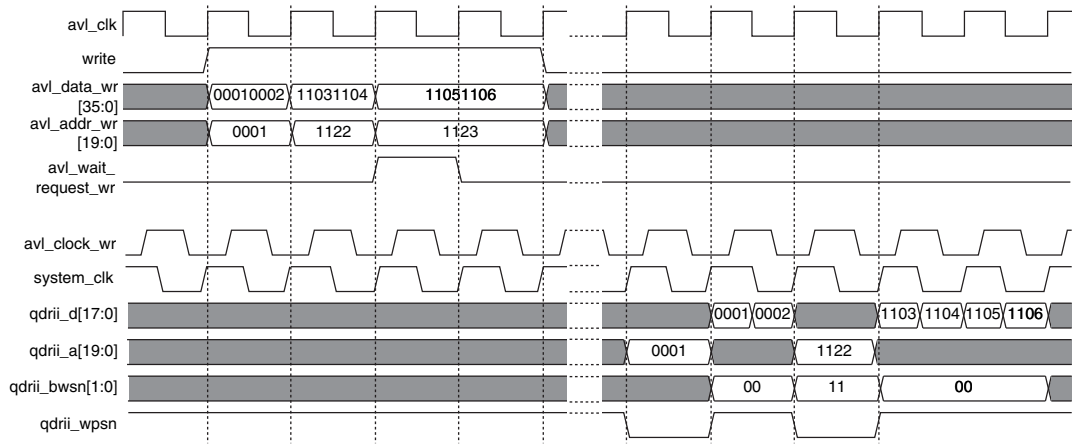 avl_clk
write
avl_data_wr
[35:0]
00010002 11031104 11051106
avl_addr_wr
[19:0]
0001 1122 1123
avl_wait_
request_wr
avl_clock_wr
system_clk
qdrii_d[17:0] 0001 0002 1103 1104 1105 1106
qdrii_a[19:0] 0001 1122
qdrii_bwsn[1:0] 00 11 00
qdrii_wpsn